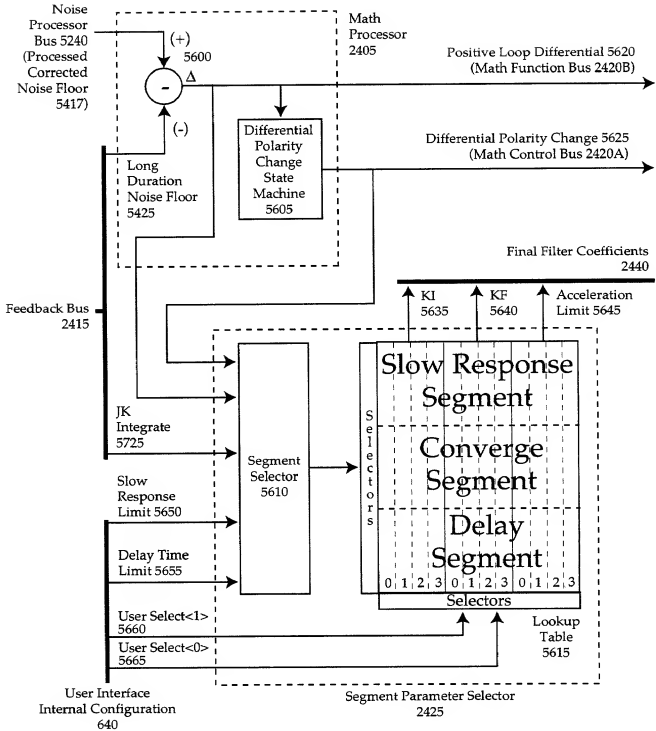 Noise
Processor
Bus 5240
(Processed
Corrected
Noise Floor
5417)
(+)
5600
Δ
-
(-)
Math
Processor
2405
Positive Loop Differential 5620
(Math Function Bus 2420B)
Differential
Polarity
Change
State
Machine
5605
Differential Polarity Change 5625
(Math Control Bus 2420A)
Long
Duration
Noise Floor
5425
Final Filter Coefficients
2440
Feedback Bus
2415
KI
5635
KF
5640
Acceleration
Limit 5645
JK
Integrate
5725
Segment
Selector
5610
Selectors
Slow Response
Segment
Converge
Segment
Delay
Segment
0 1 2 3 0 1 2 3 0 1 2 3
Selectors
Slow
Response
Limit 5650
Delay Time
Limit 5655
User Select<1>
5660
User Select<0>
5665
Lookup
Table
5615
User Interface
Internal Configuration
640
Segment Parameter Selector
2425